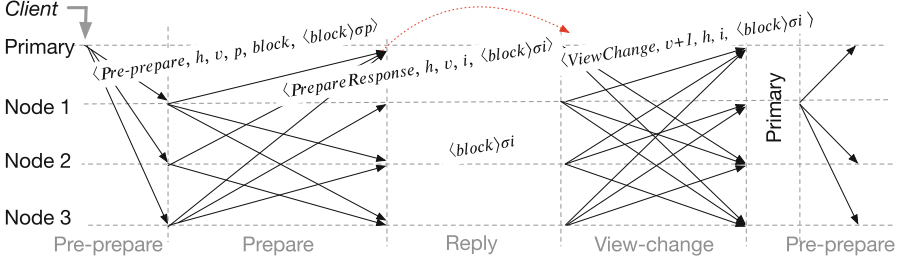 Client
Primary
⟨Pre-prepare, h, v, p, block, ⟨block⟩σp⟩
⟨PrepareResponse, h, v, i, ⟨block⟩σi⟩
⟨ViewChange, v+1, h, i, ⟨block⟩σi ⟩
Node 1
Primary
⟨block⟩σi
Node 2
Node 3
Pre-prepare
Prepare
Reply
View-change
Pre-prepare